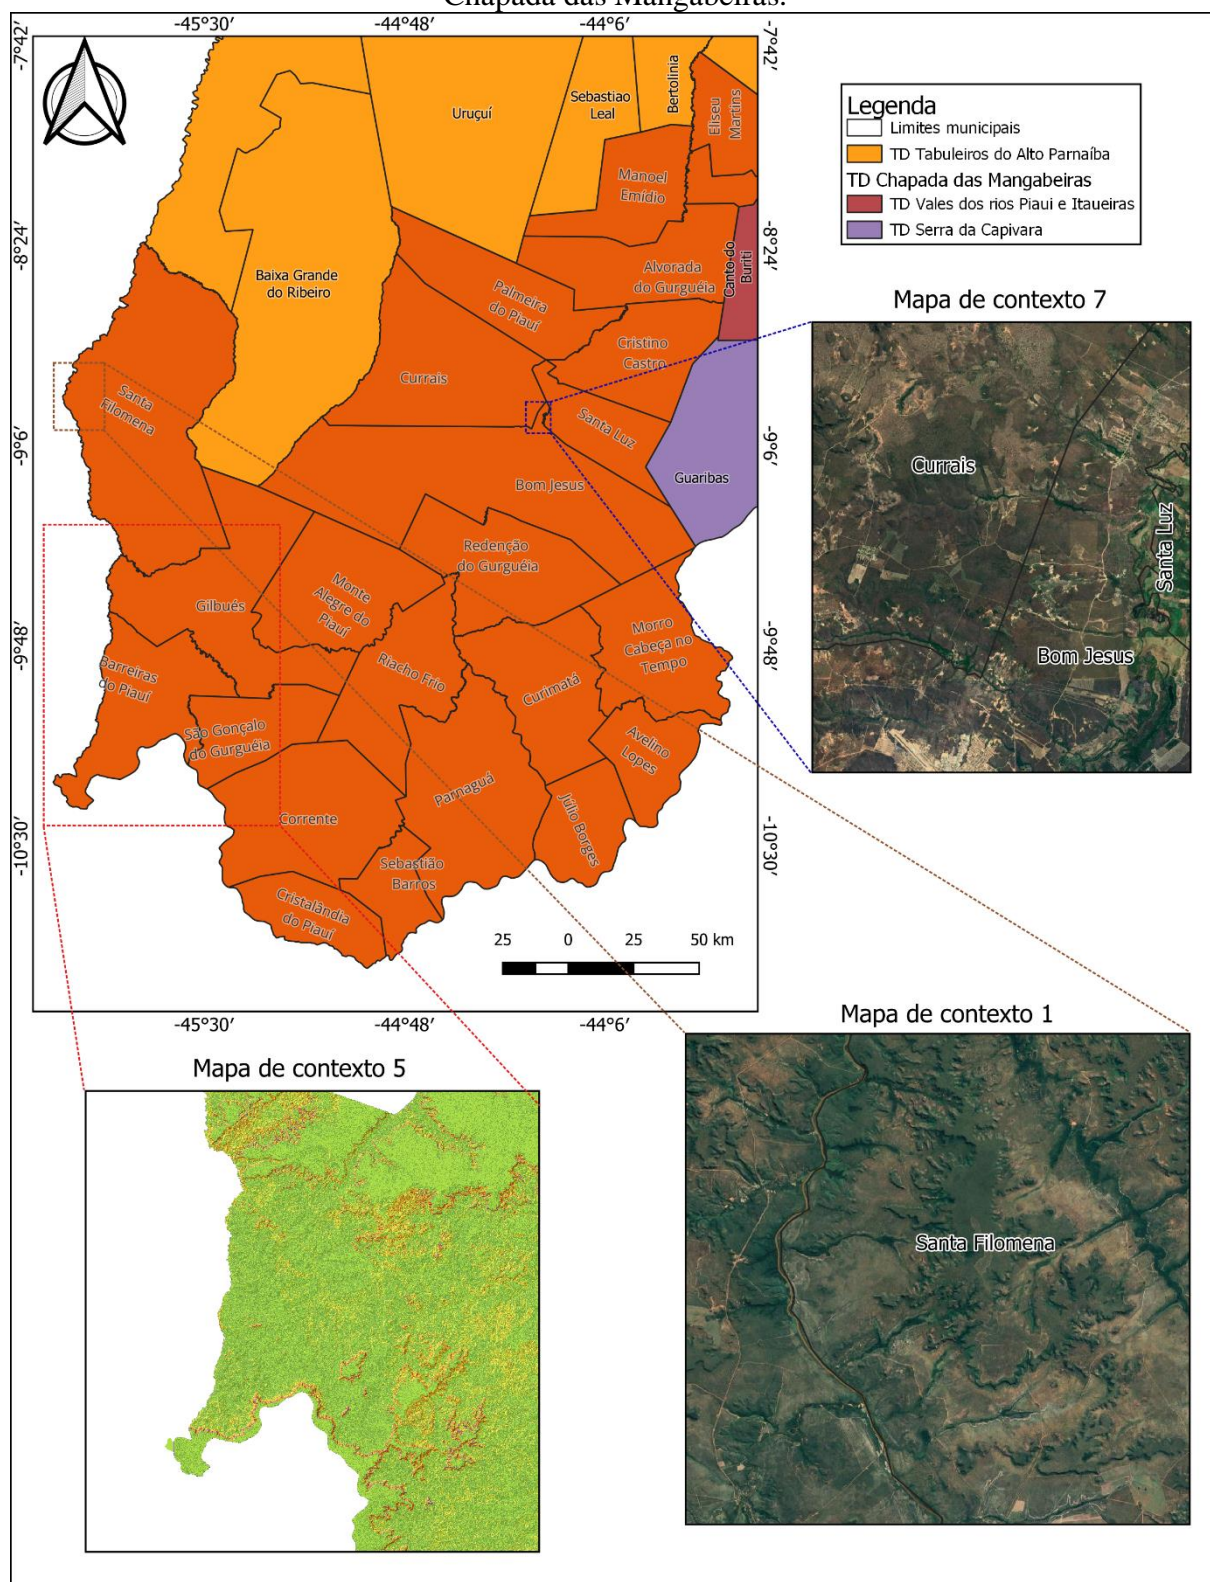 Chapada das Mangabeiras.
-45°30'
-44°48'
-44°6'
-7°42'
-7°42'
Uruçuí
Sebastiao
Leal
Bertolinia
Eliseu
Martins
Manoel
Emídio
Legenda
Limites municipais
TD Tabuleiros do Alto Parnaíba
TD Chapada das Mangabeiras
TD Vales dos rios Piaui e Itaueiras
TD Serra da Capivara
-8°24'
-8°24'
Baixa Grande
do Ribeiro
Palmeira
do Piauí
Alvorada
do Gurguéia
Canto do
Buriti
Mapa de contexto 7
Cristino
Castro
Currais
Santa
Filomena
Santa Luz
-9°6'
-9°6'
Bom Jesus
Guaribas
Currais
Santa Luz
Bom Jesus
Redenção
do Gurguéia
Gilbués
Monte
Alegre do
Piauí
-9°48'
-9°48'
Morro
Cabeça no
Tempo
Barreiras
do Piauí
Riacho Frio
Curimatá
São Gonçalo
do Gurguéia
Avelino
Lopes
Parnaguá
Júlio Borges
Corrente
-10°30'
-10°30'
Sebastião
Barros
Cristalândia
do Piauí
25 0 25 50 km
-45°30'
-44°48'
-44°6'
Mapa de contexto 1
Mapa de contexto 5
Santa Filomena